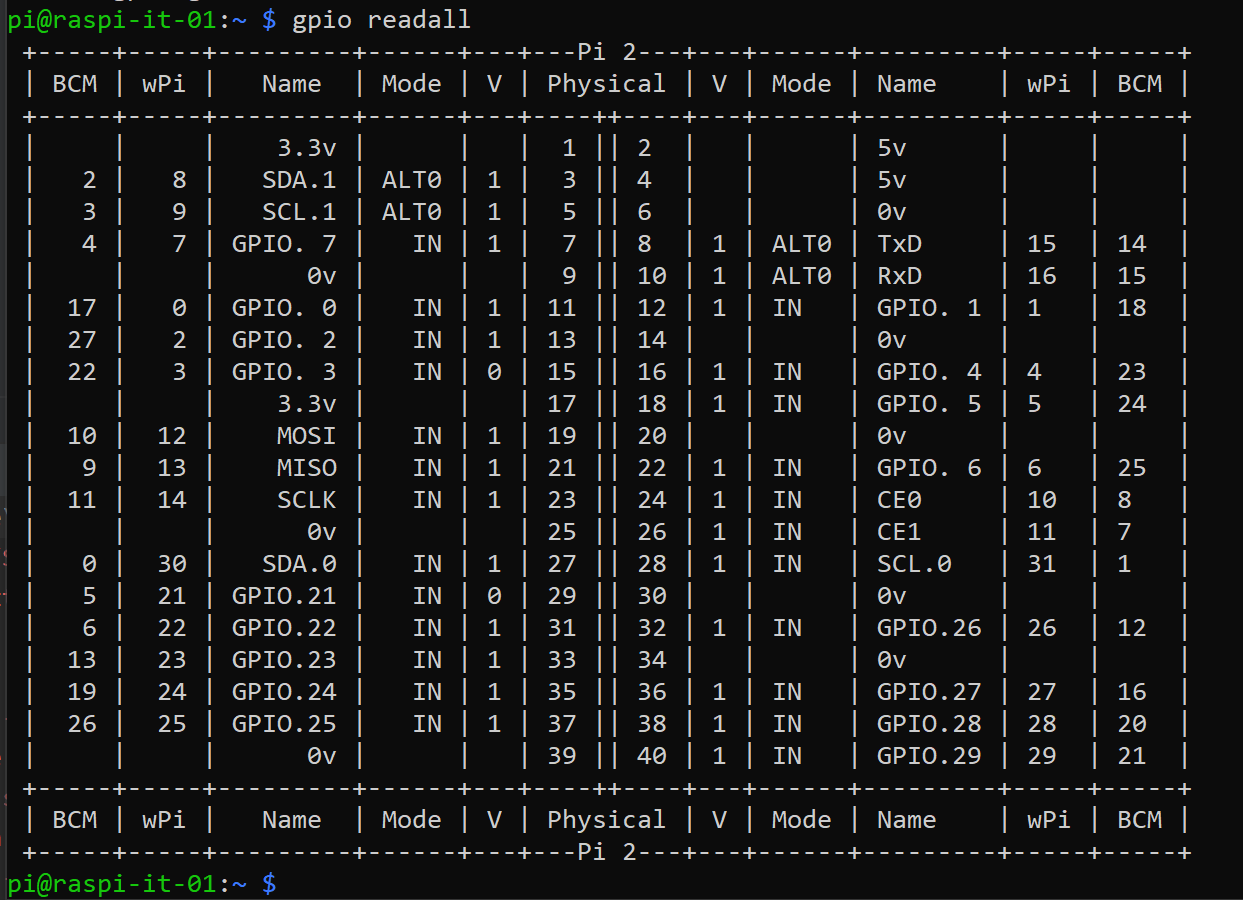 pi@raspi-it-01:~ $ gpio readall
 +-----+-----+---------+------+---+---Pi 2---+---+------+---------+-----+-----+
 | BCM | wPi |   Name  | Mode | V | Physical | V | Mode | Name    | wPi | BCM |
 +-----+-----+---------+------+---+----++----+---+------+---------+-----+-----+
 |     |     |    3.3v |      |   |  1 || 2  |   |      | 5v      |     |     |
 |   2 |   8 |   SDA.1 | ALT0 | 1 |  3 || 4  |   |      | 5v      |     |     |
 |   3 |   9 |   SCL.1 | ALT0 | 1 |  5 || 6  |   |      | 0v      |     |     |
 |   4 |   7 | GPIO. 7 |   IN | 1 |  7 || 8  | 1 | ALT0 | TxD     | 15  | 14  |
 |     |     |      0v |      |   |  9 || 10 | 1 | ALT0 | RxD     | 16  | 15  |
 |  17 |   0 | GPIO. 0 |   IN | 1 | 11 || 12 | 1 | IN   | GPIO. 1 | 1   | 18  |
 |  27 |   2 | GPIO. 2 |   IN | 1 | 13 || 14 |   |      | 0v      |     |     |
 |  22 |   3 | GPIO. 3 |   IN | 0 | 15 || 16 | 1 | IN   | GPIO. 4 | 4   | 23  |
 |     |     |    3.3v |      |   | 17 || 18 | 1 | IN   | GPIO. 5 | 5   | 24  |
 |  10 |  12 |    MOSI |   IN | 1 | 19 || 20 |   |      | 0v      |     |     |
 |   9 |  13 |    MISO |   IN | 1 | 21 || 22 | 1 | IN   | GPIO. 6 | 6   | 25  |
 |  11 |  14 |    SCLK |   IN | 1 | 23 || 24 | 1 | IN   | CE0     | 10  | 8   |
 |     |     |      0v |      |   | 25 || 26 | 1 | IN   | CE1     | 11  | 7   |
 |   0 |  30 |   SDA.0 |   IN | 1 | 27 || 28 | 1 | IN   | SCL.0   | 31  | 1   |
 |   5 |  21 | GPIO.21 |   IN | 0 | 29 || 30 |   |      | 0v      |     |     |
 |   6 |  22 | GPIO.22 |   IN | 1 | 31 || 32 | 1 | IN   | GPIO.26 | 26  | 12  |
 |  13 |  23 | GPIO.23 |   IN | 1 | 33 || 34 |   |      | 0v      |     |     |
 |  19 |  24 | GPIO.24 |   IN | 1 | 35 || 36 | 1 | IN   | GPIO.27 | 27  | 16  |
 |  26 |  25 | GPIO.25 |   IN | 1 | 37 || 38 | 1 | IN   | GPIO.28 | 28  | 20  |
 |     |     |      0v |      |   | 39 || 40 | 1 | IN   | GPIO.29 | 29  | 21  |
 +-----+-----+---------+------+---+----++----+---+------+---------+-----+-----+
 | BCM | wPi |   Name  | Mode | V | Physical | V | Mode | Name    | wPi | BCM |
 +-----+-----+---------+------+---+---Pi 2---+---+------+---------+-----+-----+
pi@raspi-it-01:~ $